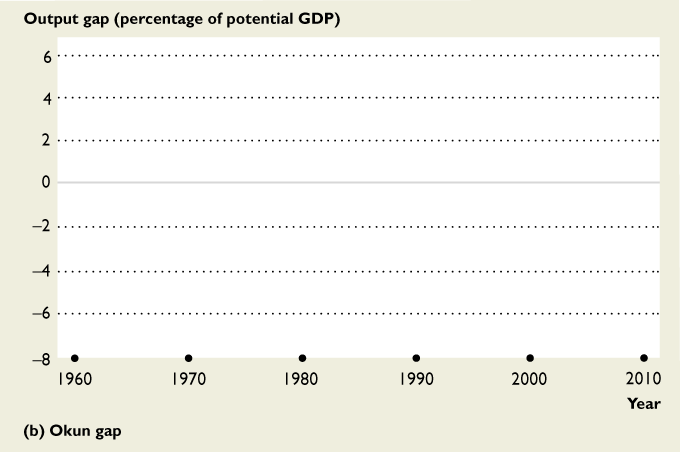 Output gap (percentage of potential GDP)
6
4
2
0
–2
–4
–6
–8
1960 1970 1980 1990 2000 2010
Year
(b) Okun gap